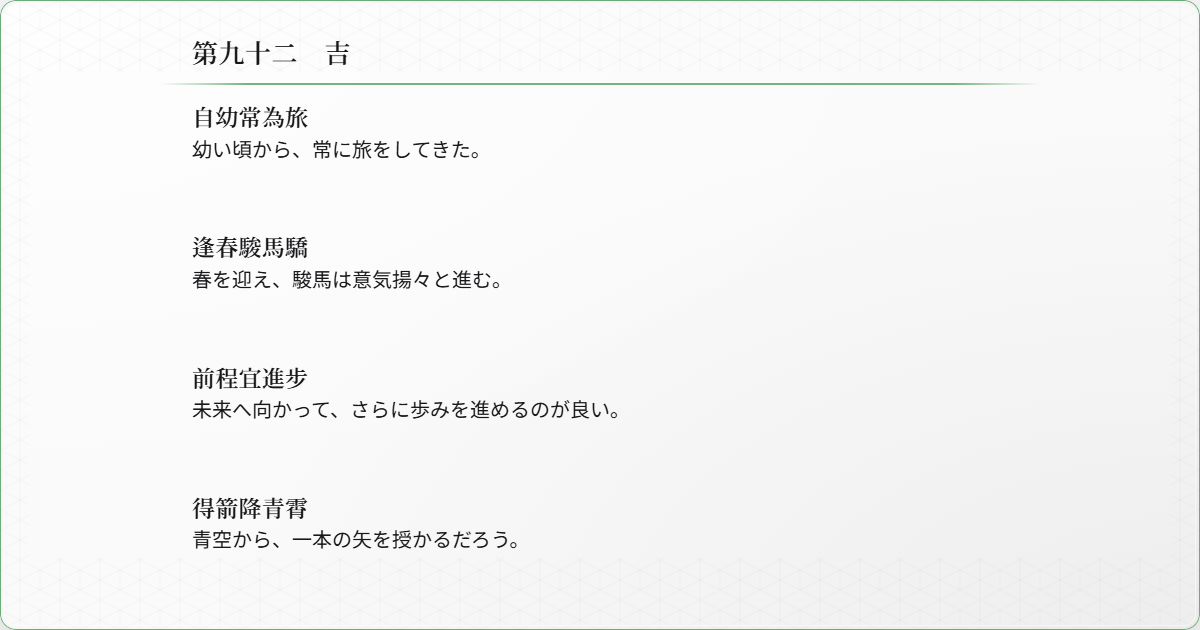 第九十二　吉
自幼常為旅
幼い頃から、常に旅をしてきた。
逢春駿馬驕
春を迎え、駿馬は意気揚々と進む。
前程宜進步
未来へ向かって、さらに歩みを進めるのが良い。
得箭降青霄
青空から、一本の矢を授かるだろう。